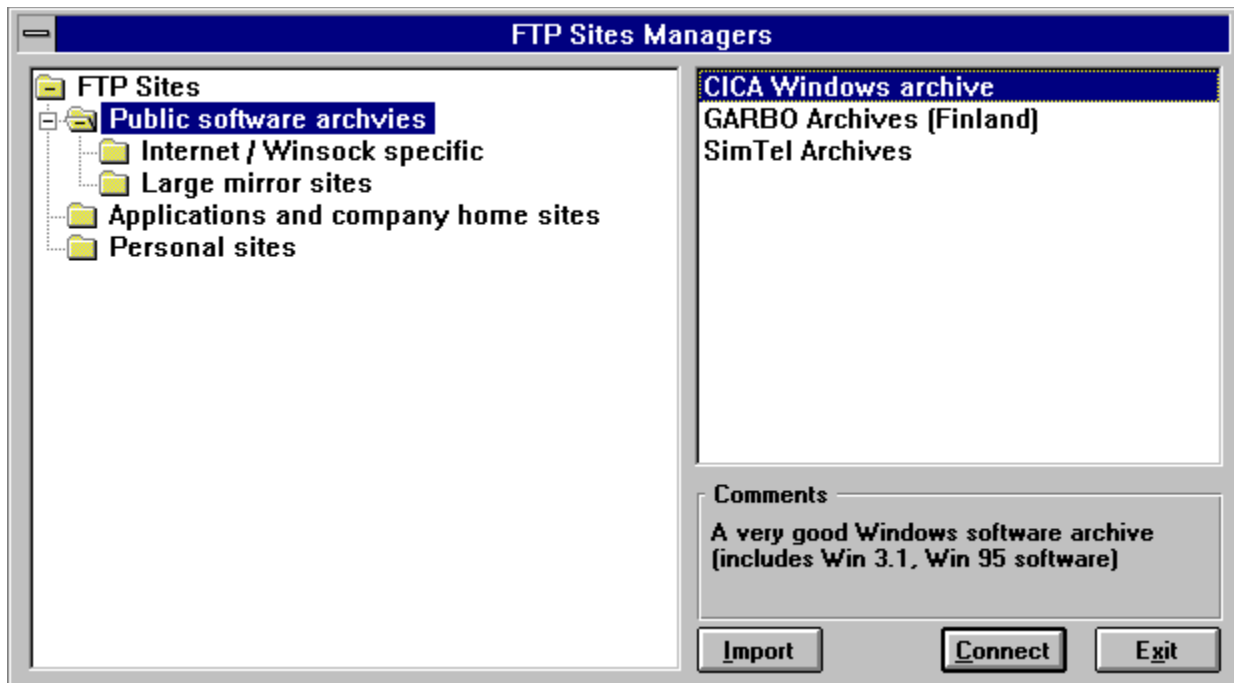 FTP Sites Managers
FTP Sites
Public software archvies
Internet / Winsock specific
Large mirror sites
Applications and company home sites
Personal sites
CICA Windows archive
GARBO Archives (Finland)
SimTel Archives
Comments
A very good Windows software archive
(includes Win 3.1, Win 95 software)
Import
Connect
Exit